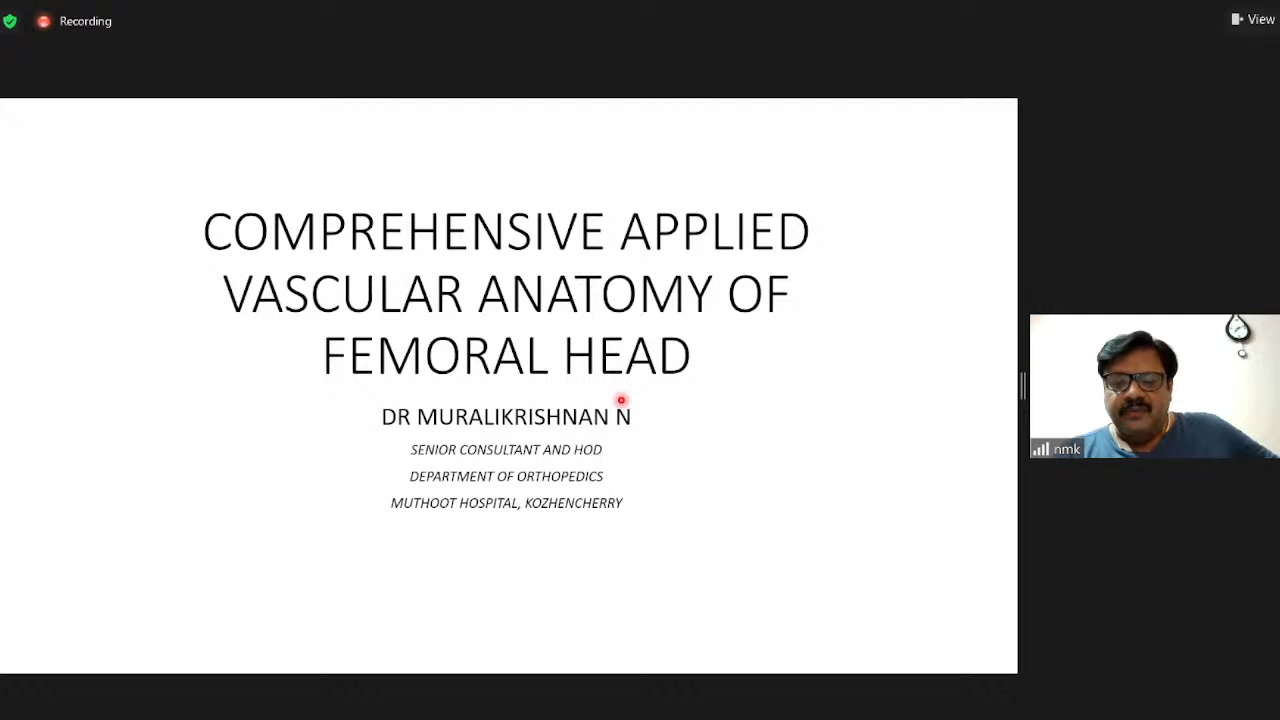 Recording
View
COMPREHENSIVE APPLIED
VASCULAR ANATOMY OF
FEMORAL HEAD
DR MURALIKRISHNAN N
SENIOR CONSULTANT AND HOD
DEPARTMENT OF ORTHOPEDICS
MUTHOOT HOSPITAL, KOZHENCHERRY
nmk